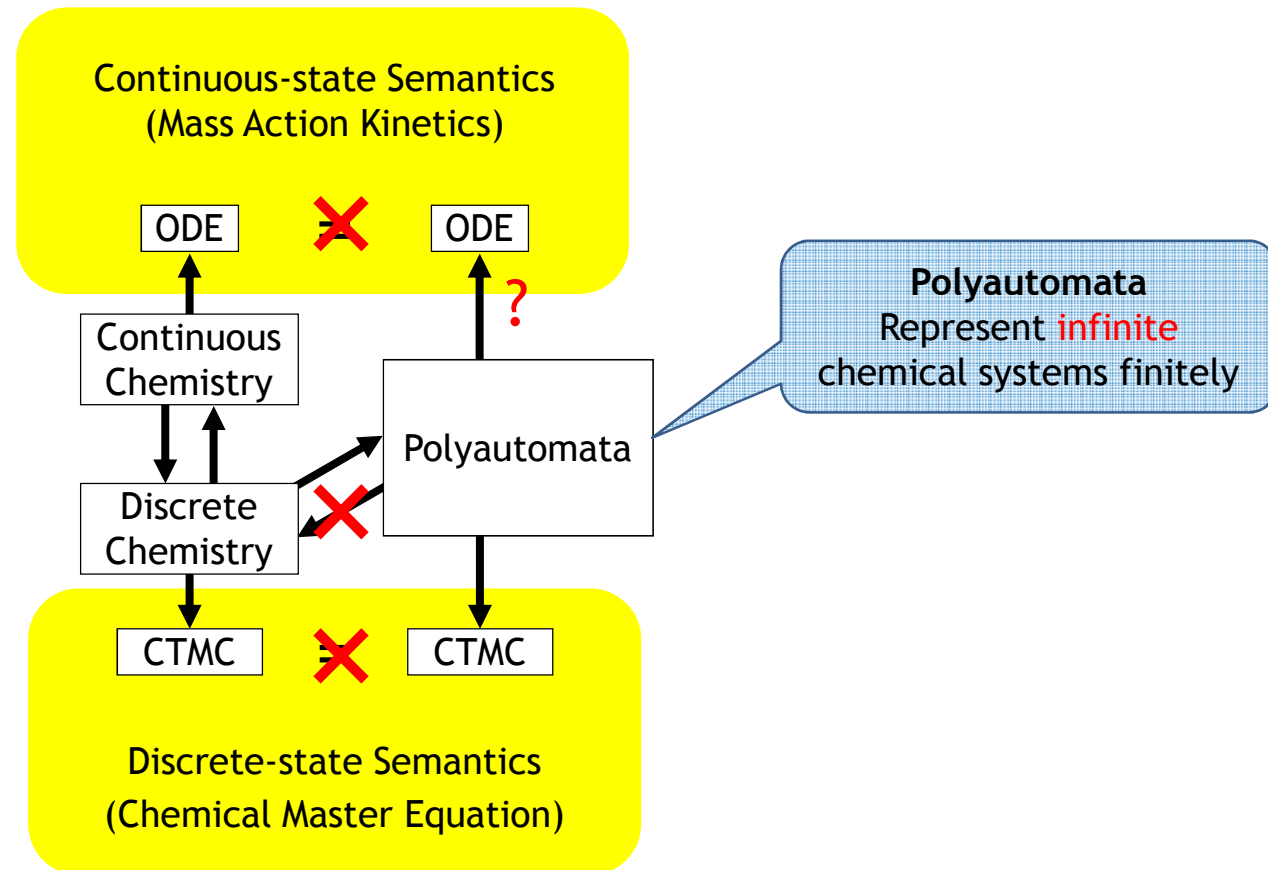 Continuous-state Semantics
(Mass Action Kinetics)
ODE
ODE
?
Continuous
Chemistry
Polyautomata
Represent infinite
chemical systems finitely
Polyautomata
Discrete
Chemistry
CTMC
CTMC
Discrete-state Semantics
(Chemical Master Equation)